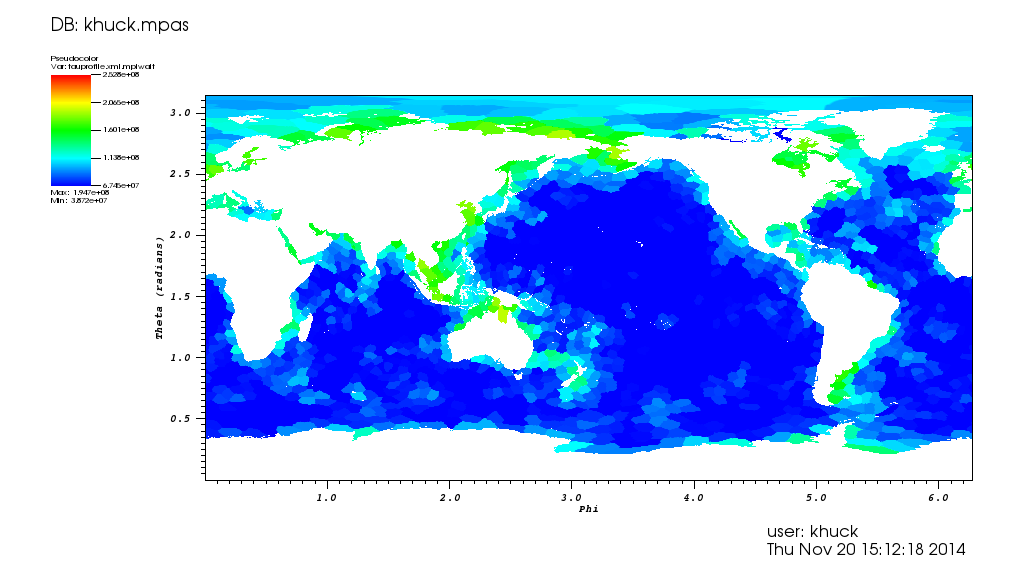 DB: khuck.mpas
Pseudocolor
Var: tauprofile.xml.mpiwait
2.528e+08
2.065e+08
1.601e+08
1.138e+08
6.745e+07
Max: 1.947e+08
Min: 3.872e+07
3.0
2.5
2.0
1.5
1.0
0.5
Theta (radians)
1.0 2.0 3.0 4.0 5.0 6.0
Phi
user: khuck
Thu Nov 20 15:12:18 2014